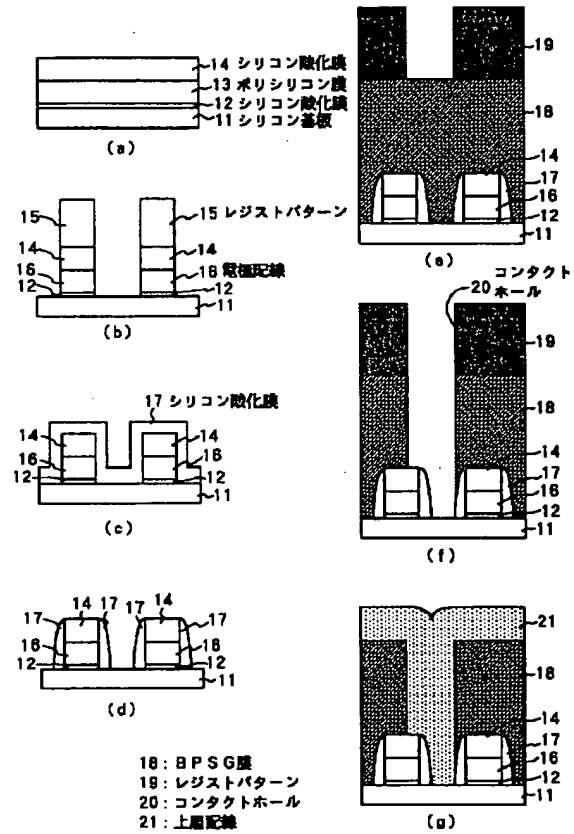 14 シリコン酸化膜
13 ポリシリコン膜
12 シリコン酸化膜
11 シリコン基板
(a)
15
15 レジストパターン
14
14
16
16 電極配線
12
12
11
(b)
17 シリコン酸化膜
14
14
16
16
12
12
11
(c)
17
14
17
17
14
17
16
16
12
12
11
(d)
18:BPSG膜
19:レジストパターン
20:コンタクトホール
21:上層配線
19
18
14
17
16
12
11
(e)
コンタクト
20 ホール
19
18
14
17
16
12
11
(f)
21
18
14
17
16
12
11
(g)